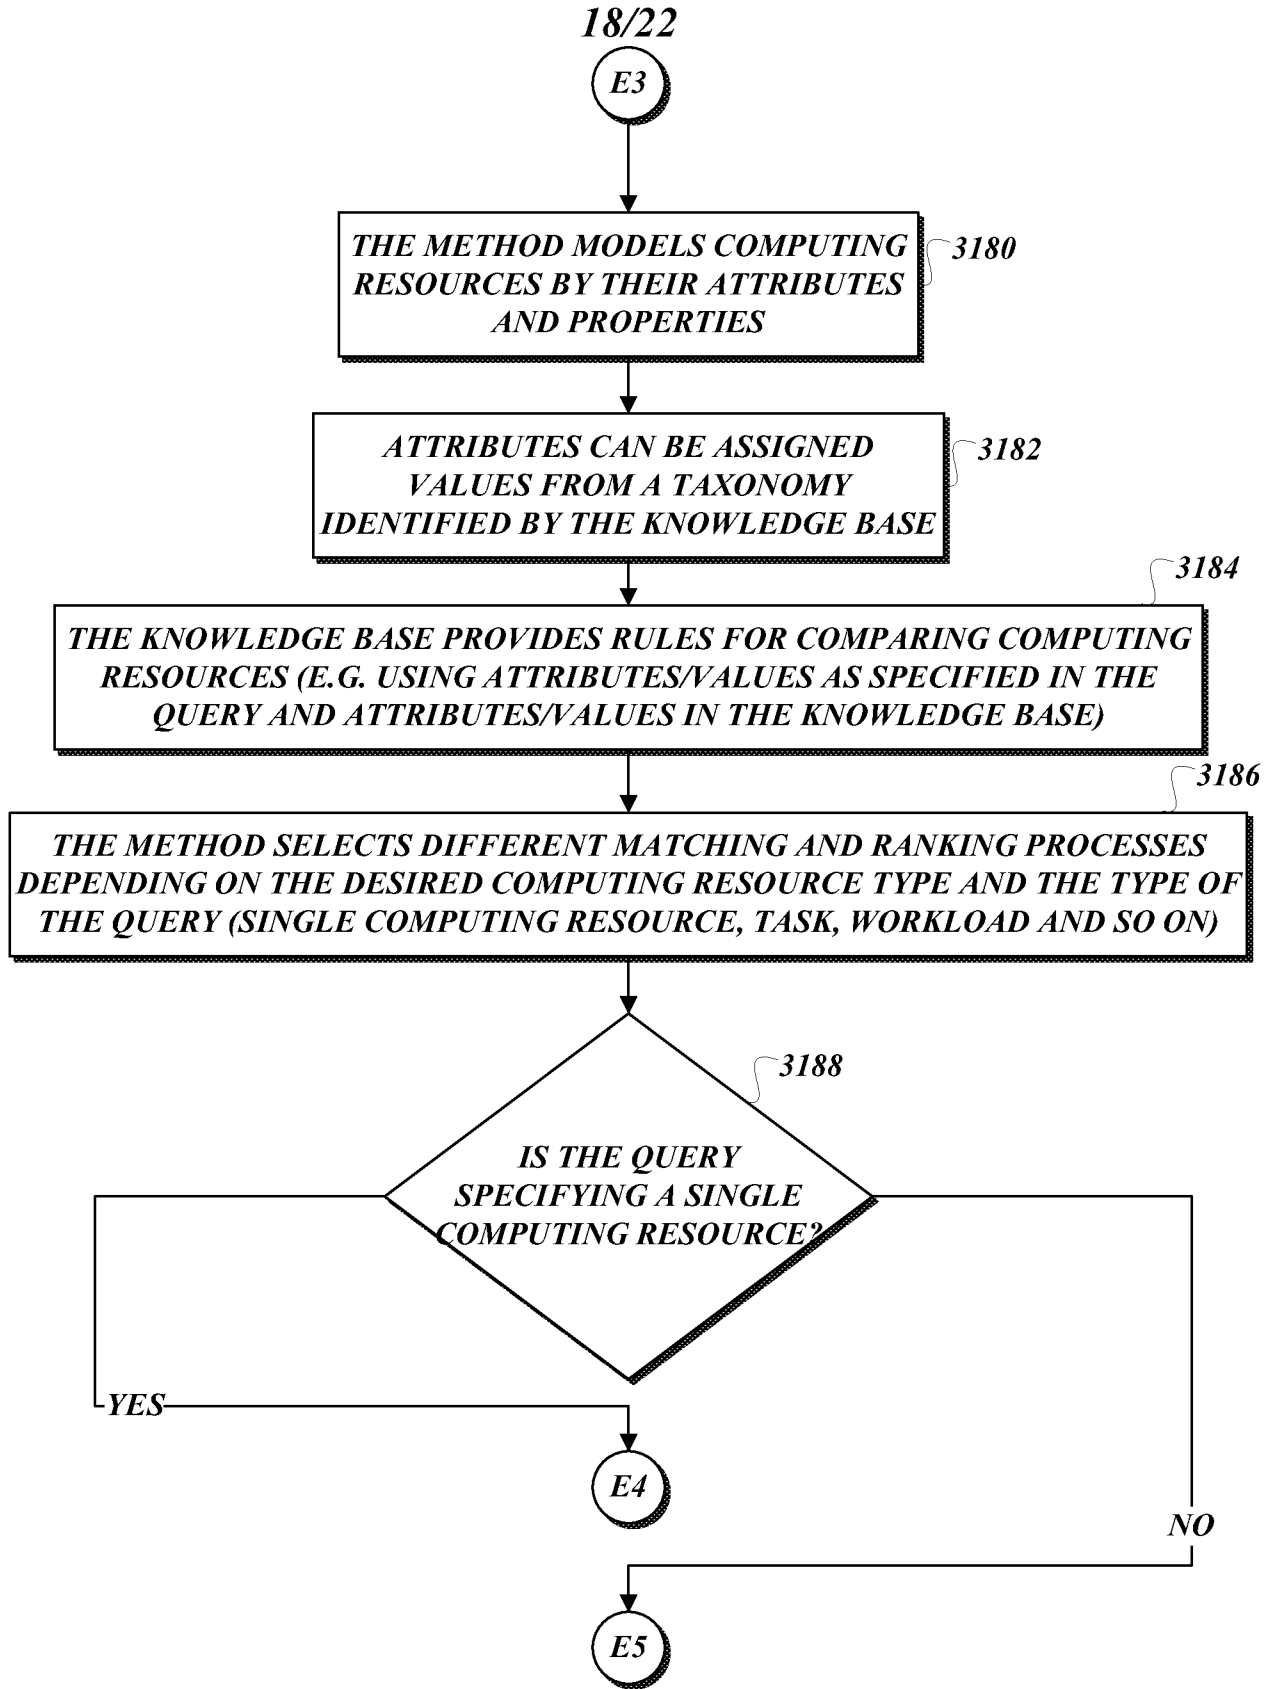 18/22
E3
THE METHOD MODELS COMPUTING
RESOURCES BY THEIR ATTRIBUTES
AND PROPERTIES
3180
ATTRIBUTES CAN BE ASSIGNED
VALUES FROM A TAXONOMY
IDENTIFIED BY THE KNOWLEDGE BASE
3182
THE KNOWLEDGE BASE PROVIDES RULES FOR COMPARING COMPUTING
RESOURCES (E.G. USING ATTRIBUTES/VALUES AS SPECIFIED IN THE
QUERY AND ATTRIBUTES/VALUES IN THE KNOWLEDGE BASE)
3184
THE METHOD SELECTS DIFFERENT MATCHING AND RANKING PROCESSES
DEPENDING ON THE DESIRED COMPUTING RESOURCE TYPE AND THE TYPE OF
THE QUERY (SINGLE COMPUTING RESOURCE, TASK, WORKLOAD AND SO ON)
3186
IS THE QUERY
SPECIFYING A SINGLE
COMPUTING RESOURCE?
3188
YES
E4
NO
E5